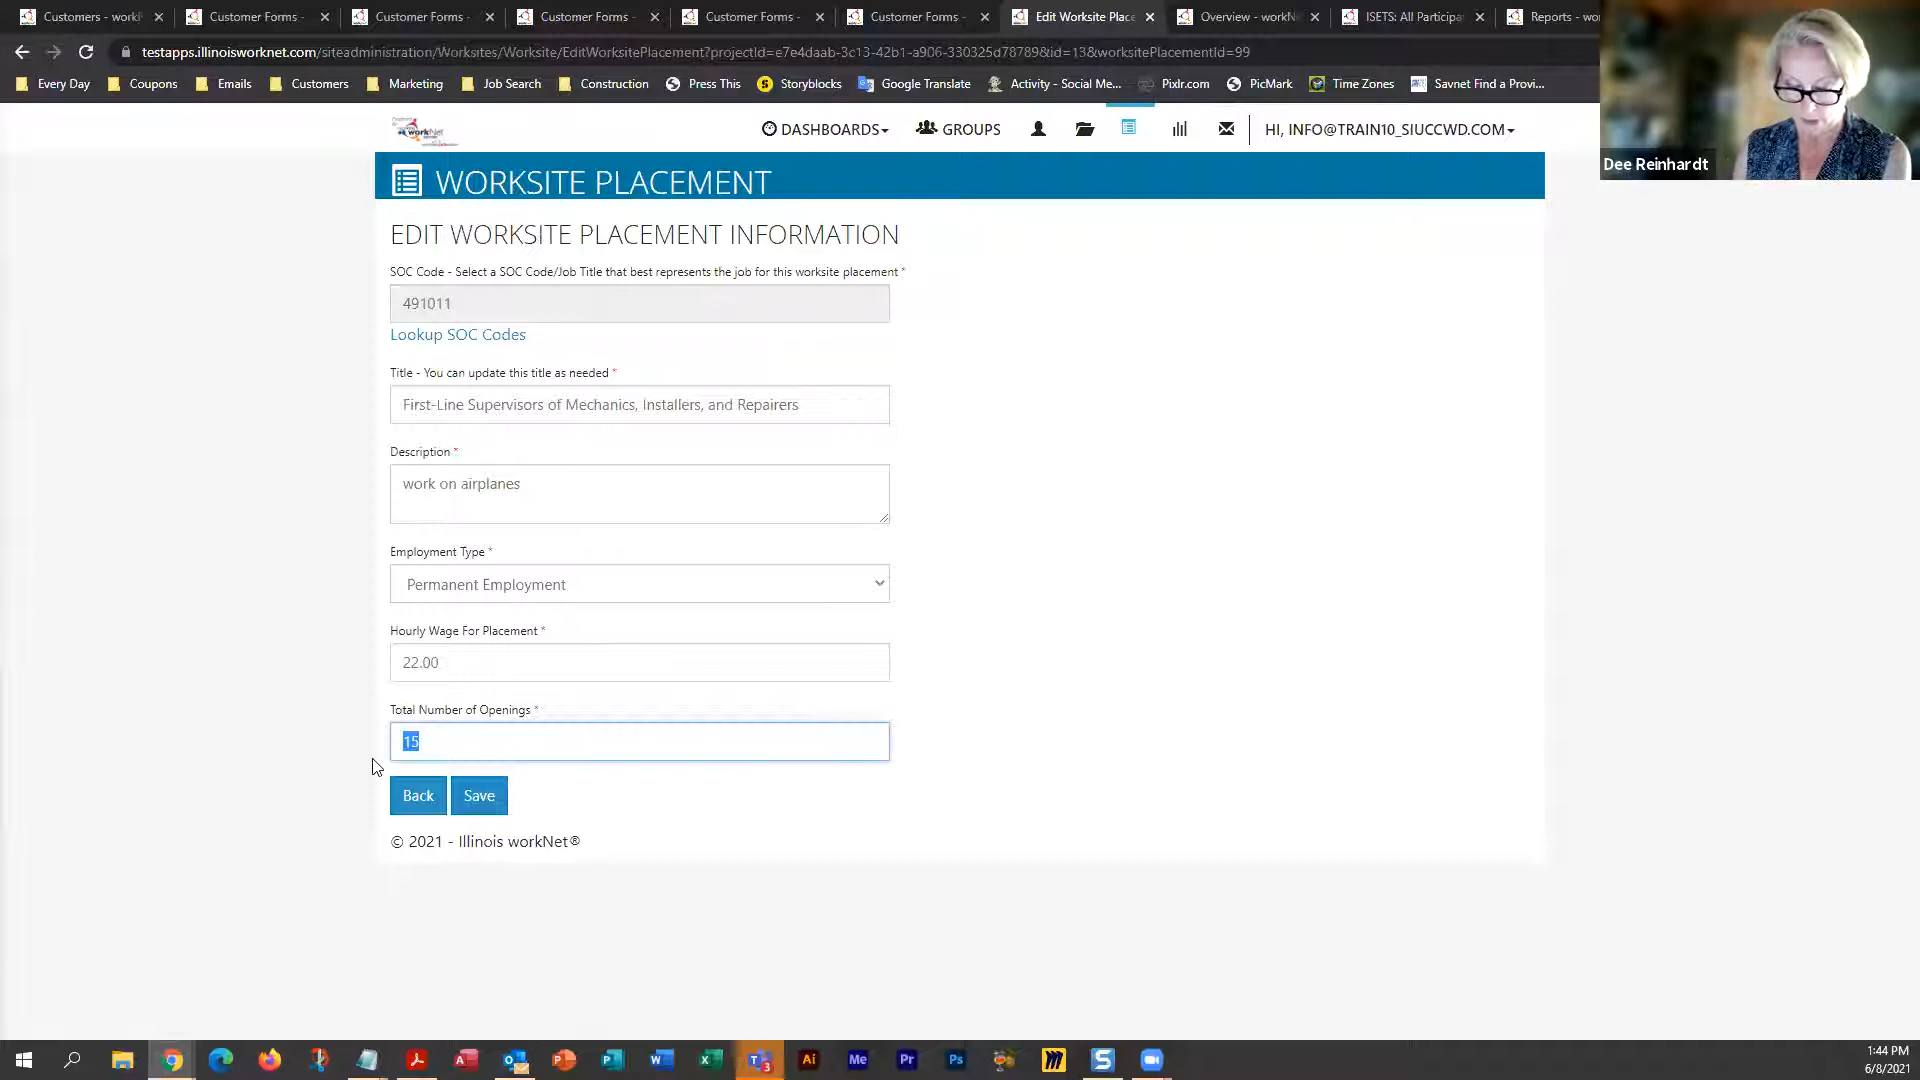 Customers - work
Customer Forms -
Customer Forms -
Customer Forms -
Customer Forms -
Customer Forms -
Edit Worksite Place
Overview - workN
ISETS: All Participa
Reports - wo
testapps.illinoisworknet.com/siteadministration/Worksites/Worksite/EditWorksitePlacement?projectId=e7e4daab-3c13-42b1-a906-330325d78789&id=13&worksitePlacementId=99
Every Day
Coupons
Emails
Customers
Marketing
Job Search
Construction
Press This
Storyblocks
Google Translate
Activity - Social Me...
Pixlr.com
PicMark
Time Zones
Savnet Find a Provi...
Dee Reinhardt
workNet
DASHBOARDS
GROUPS
HI, INFO@TRAIN10_SIUCCWD.COM
WORKSITE PLACEMENT
EDIT WORKSITE PLACEMENT INFORMATION
SOC Code - Select a SOC Code/Job Title that best represents the job for this worksite placement *
491011
Lookup SOC Codes
Title - You can update this title as needed *
First-Line Supervisors of Mechanics, Installers, and Repairers
Description *
work on airplanes
Employment Type *
Permanent Employment
Hourly Wage For Placement *
22.00
Total Number of Openings *
15
Back
Save
© 2021 - Illinois workNet®
1:44 PM
6/8/2021